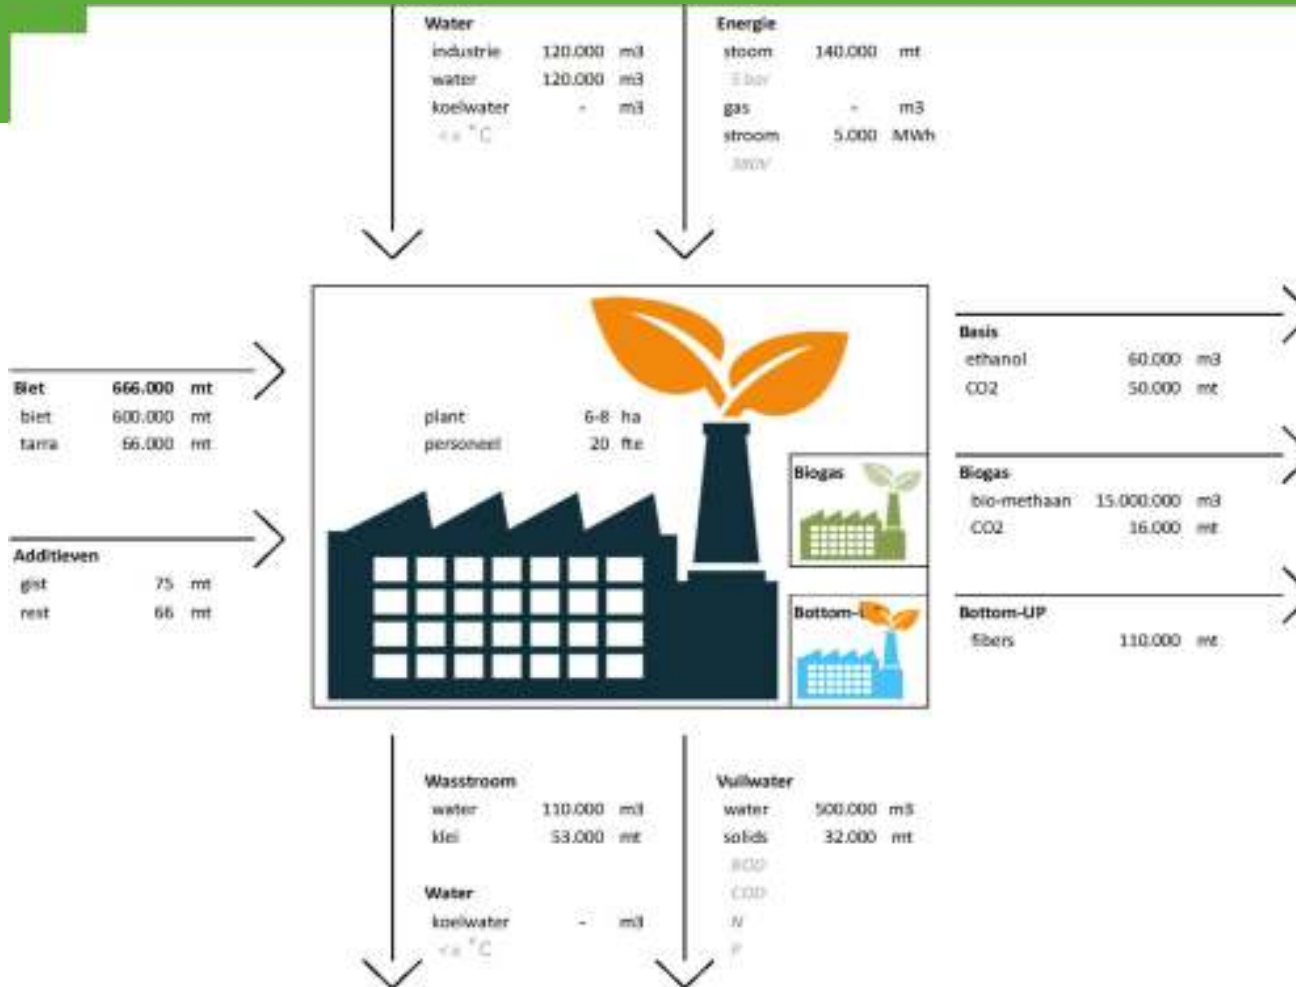 Water
industrie 120.000 m3
water 120.000 m3
koelwater - m3
°C
Energie
stoom 140.000 mt
5 bar
gas - m3
stroom 5.000 MWh
380V
Biet 666.000 mt
biet 600.000 mt
tarra 66.000 mt
Additieven
gist 75 mt
rest 66 mt
plant 6-8 ha
personeel 20 fte
Biogas
Bottom-
Basis
ethanol 60.000 m3
CO2 50.000 mt
Biogas
bio-methaan 15.000.000 m3
CO2 16.000 mt
Bottom-UP
fibers 110.000 mt
Wasstroom
water 110.000 m3
klei 53.000 mt
Water
koelwater - m3
°C
Vuilwater
water 500.000 m3
solids 32.000 mt
BOD
COD
N
P